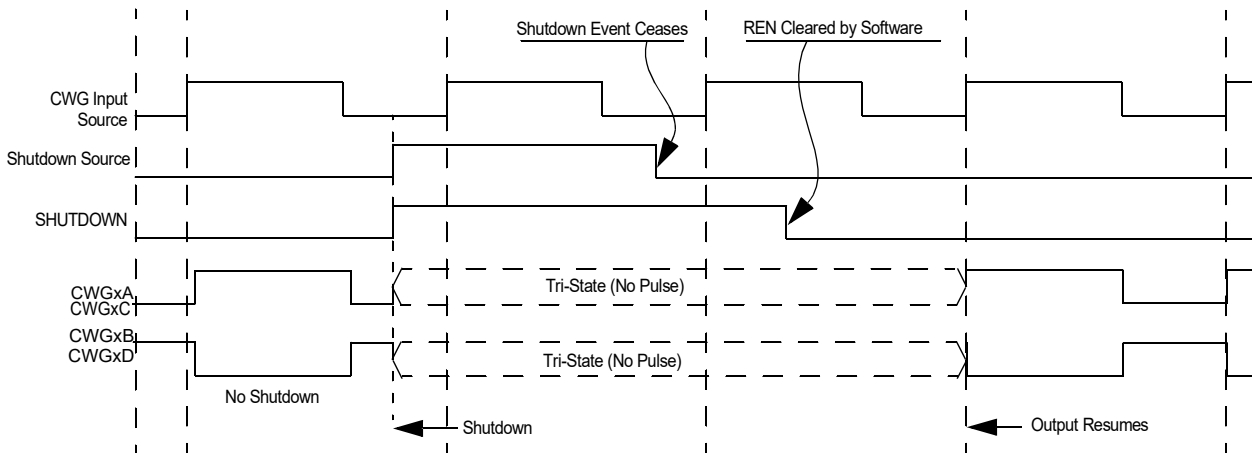 Shutdown Event Ceases
REN Cleared by Software
CWG Input
Source
Shutdown Source
SHUTDOWN
CWGxA
CWGxC
Tri-State (No Pulse)
CWGxB
CWGxD
Tri-State (No Pulse)
No Shutdown
Shutdown
Output Resumes